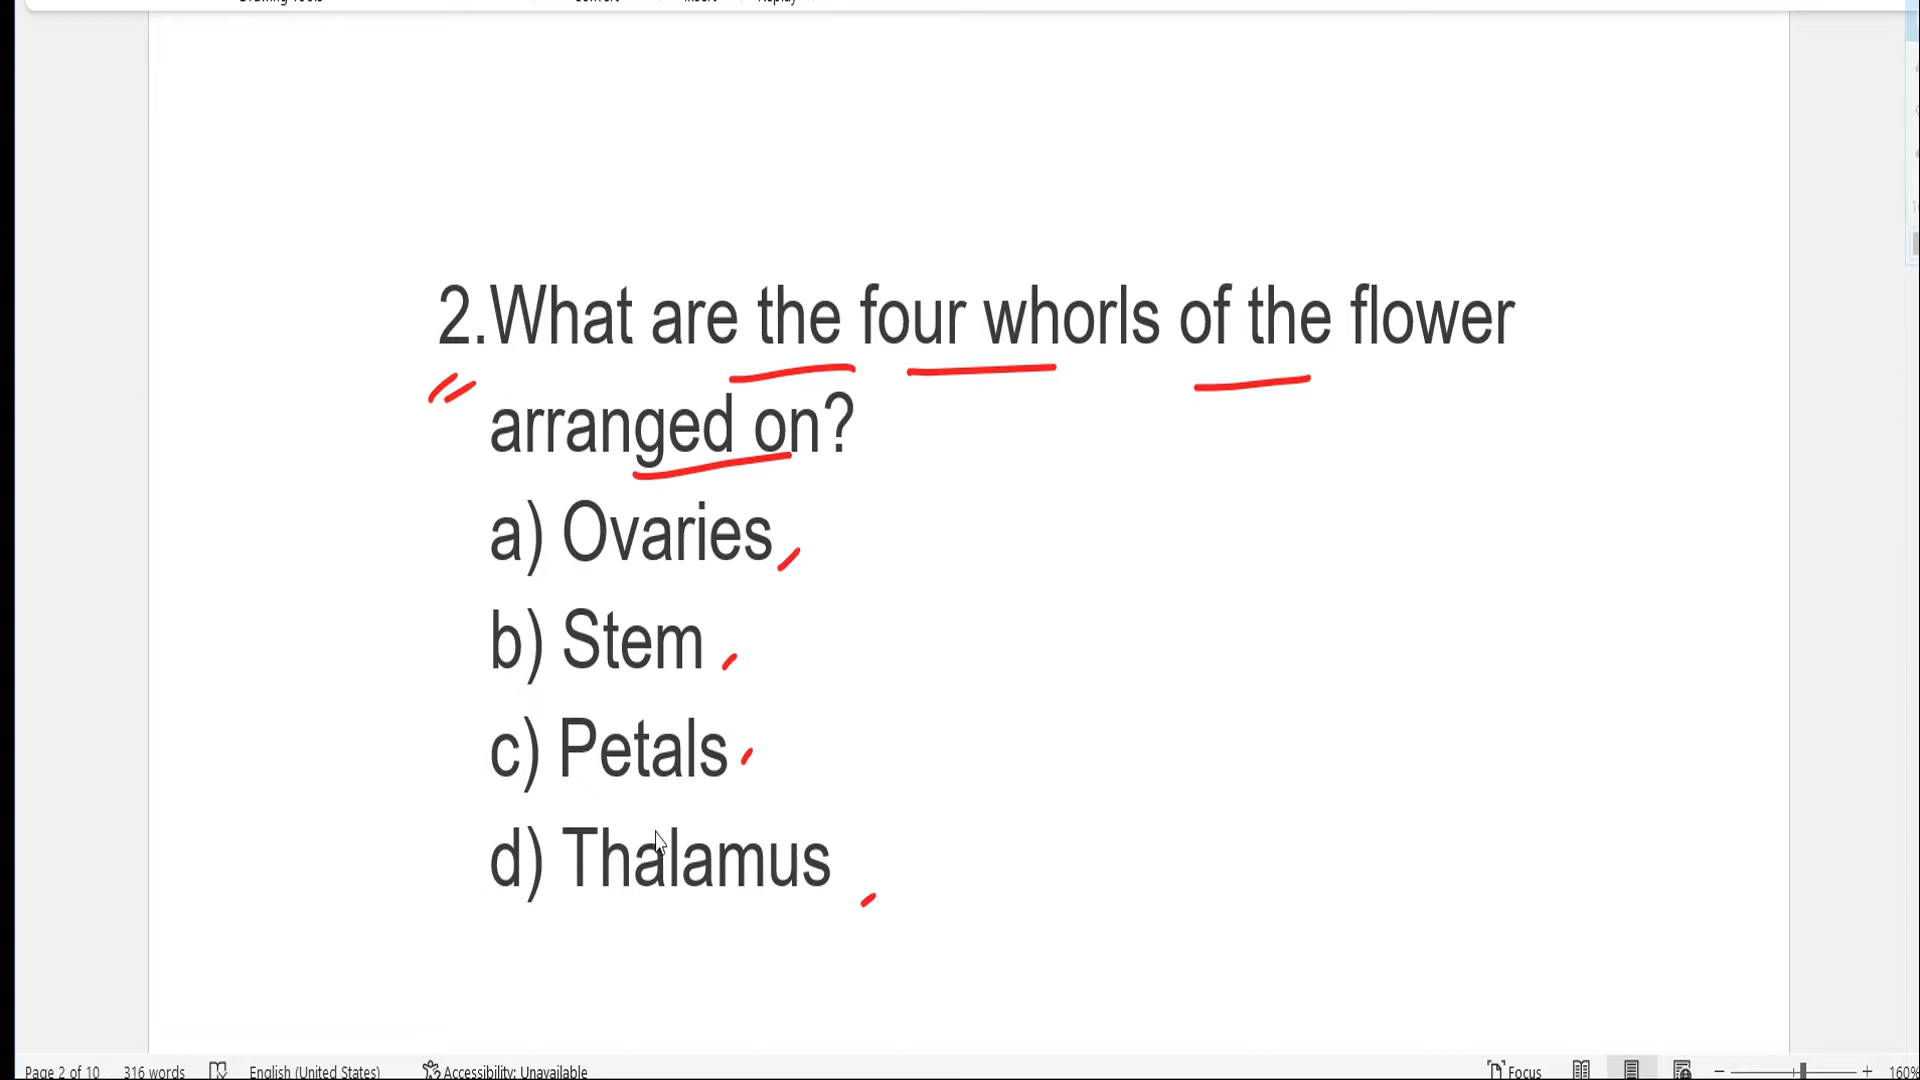 2.What are the four whorls of the flower
arranged on?
a) Ovaries
b) Stem
c) Petals
d) Thalamus
Page 2 of 10 316 words English (United States) Accessibility: Unavailable Focus 160%